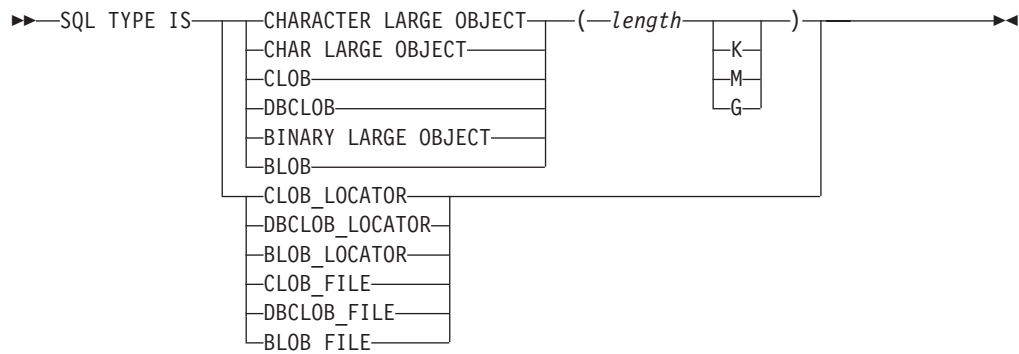 SQL TYPE IS CHARACTER LARGE OBJECT ( length )
CHAR LARGE OBJECT K
CLOB M
DBCLOB G
BINARY LARGE OBJECT
BLOB
CLOB_LOCATOR
DBCLOB_LOCATOR
BLOB_LOCATOR
CLOB_FILE
DBCLOB_FILE
BLOB_FILE